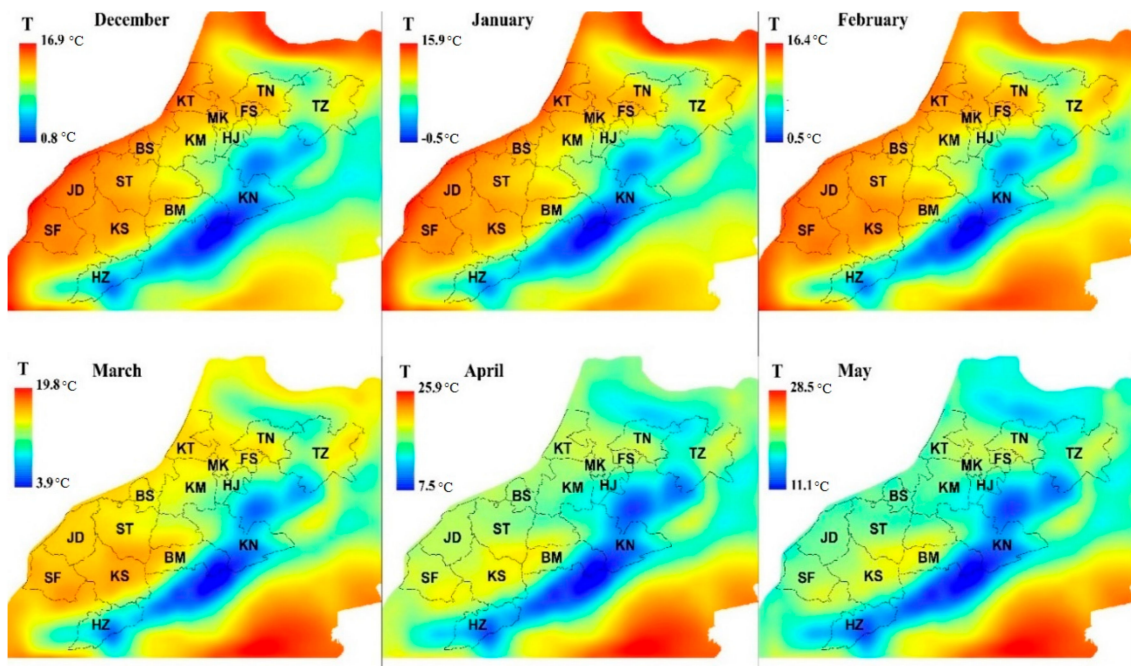 T December
16.9 °C
0.8 °C
KT
TN
MK
FS
TZ
BS
KM
HJ
JD
ST
KN
BM
SF
KS
HZ
T January
15.9 °C
-0.5 °C
KT
TN
MK
FS
TZ
BS
KM
HJ
JD
ST
KN
BM
SF
KS
HZ
T February
16.4 °C
0.5 °C
KT
TN
MK
FS
TZ
BS
KM
HJ
JD
ST
KN
BM
SF
KS
HZ
T March
19.8 °C
3.9 °C
KT
TN
MK
FS
TZ
BS
KM
HJ
JD
ST
KN
BM
SF
KS
HZ
T April
25.9 °C
7.5 °C
KT
TN
MK
FS
TZ
BS
KM
HJ
JD
ST
KN
BM
SF
KS
HZ
T May
28.5 °C
11.1 °C
KT
TN
MK
FS
TZ
BS
KM
HJ
JD
ST
KN
BM
SF
KS
HZ